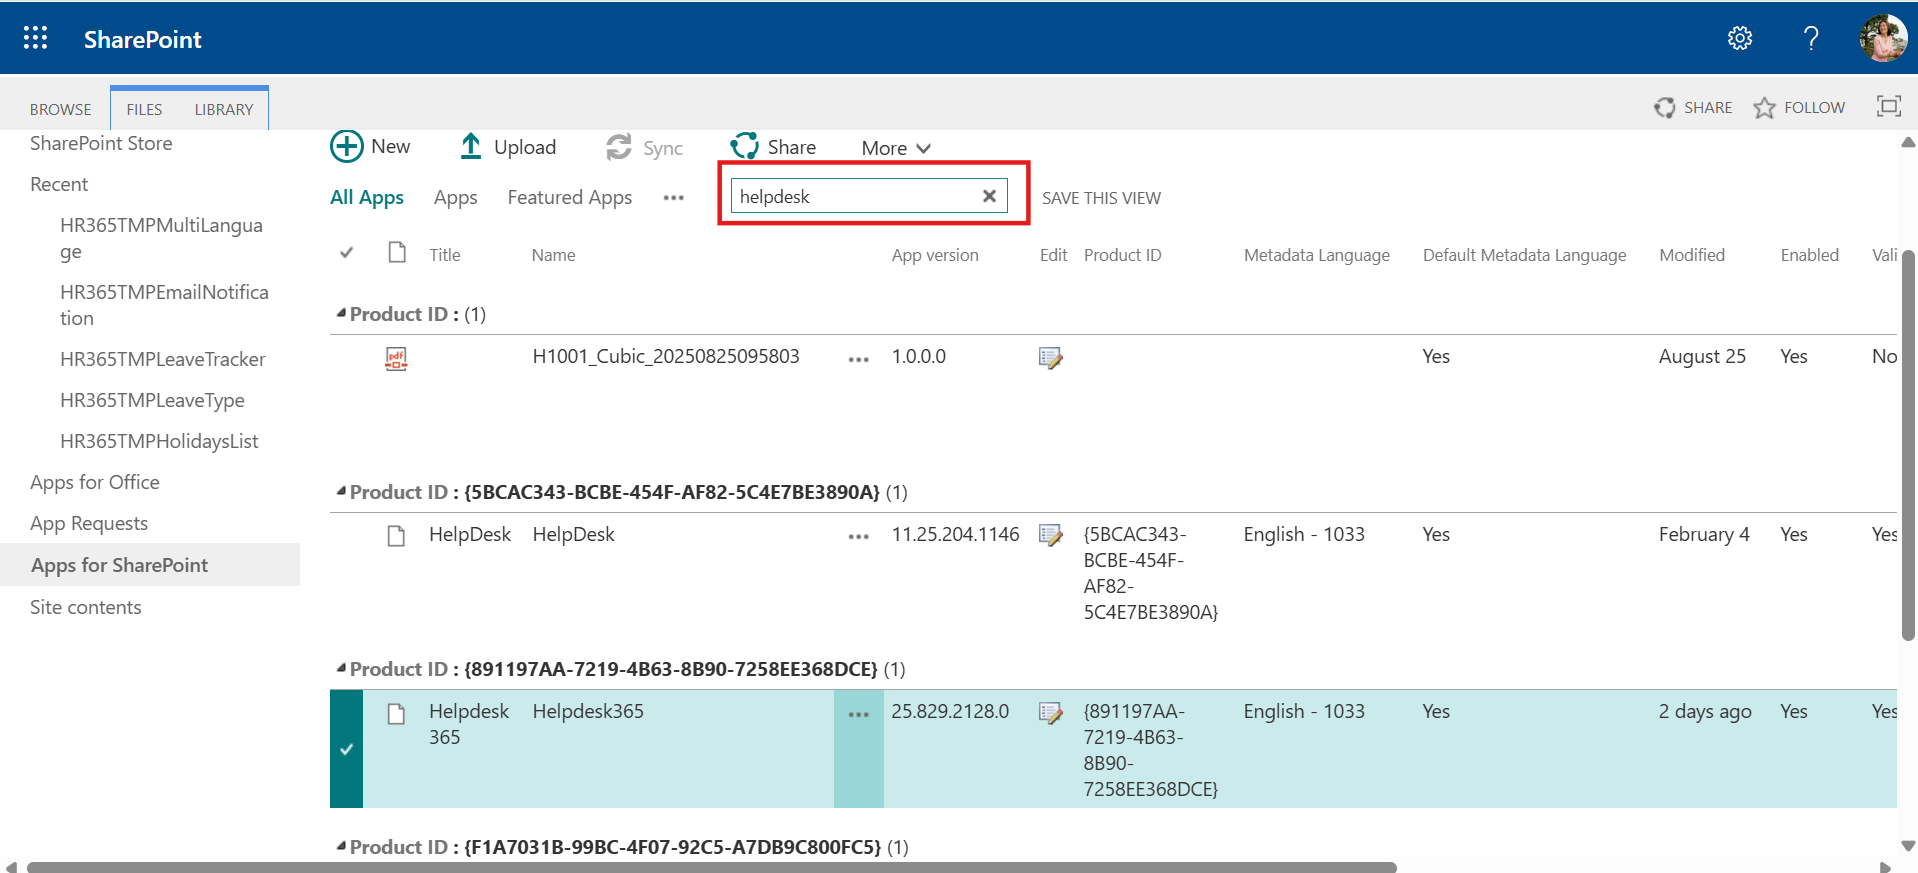 SharePoint
BROWSE FILES LIBRARY SHARE FOLLOW
SharePoint Store
Recent
HR365TMPMultiLangua
ge
HR365TMPEmailNotifica
tion
HR365TMPLeaveTracker
HR365TMPLeaveType
HR365TMPHolidaysList
Apps for Office
App Requests
Apps for SharePoint
Site contents
New Upload Sync Share More
All Apps Apps Featured Apps ••• helpdesk SAVE THIS VIEW
Title Name App version Edit Product ID Metadata Language Default Metadata Language Modified Enabled Vali
Product ID : (1)
pdf H1001_Cubic_20250825095803 ••• 1.0.0.0 Yes August 25 Yes No
Product ID : {5BCAC343-BCBE-454F-AF82-5C4E7BE3890A} (1)
HelpDesk HelpDesk ••• 11.25.204.1146 {5BCAC343- English - 1033 Yes February 4 Yes Yes
BCBE-454F-
AF82-
5C4E7BE3890A}
Product ID : {891197AA-7219-4B63-8B90-7258EE368DCE} (1)
Helpdesk Helpdesk365 ••• 25.829.2128.0 {891197AA- English - 1033 Yes 2 days ago Yes Yes
365 7219-4B63-
8B90-
7258EE368DCE}
Product ID : {F1A7031B-99BC-4F07-92C5-A7DB9C800FC5} (1)